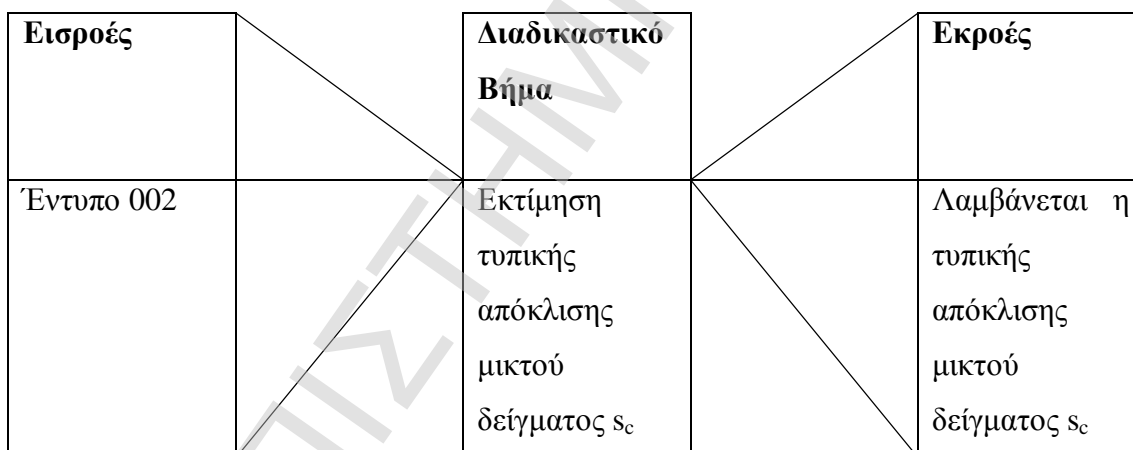 Εισροές
Διαδικαστικό
Βήμα
Εκροές
Έντυπο 002
Εκτίμηση
τυπικής
απόκλισης
μικτού
δείγματος sc
Λαμβάνεται η
τυπικής
απόκλισης
μικτού
δείγματος sc